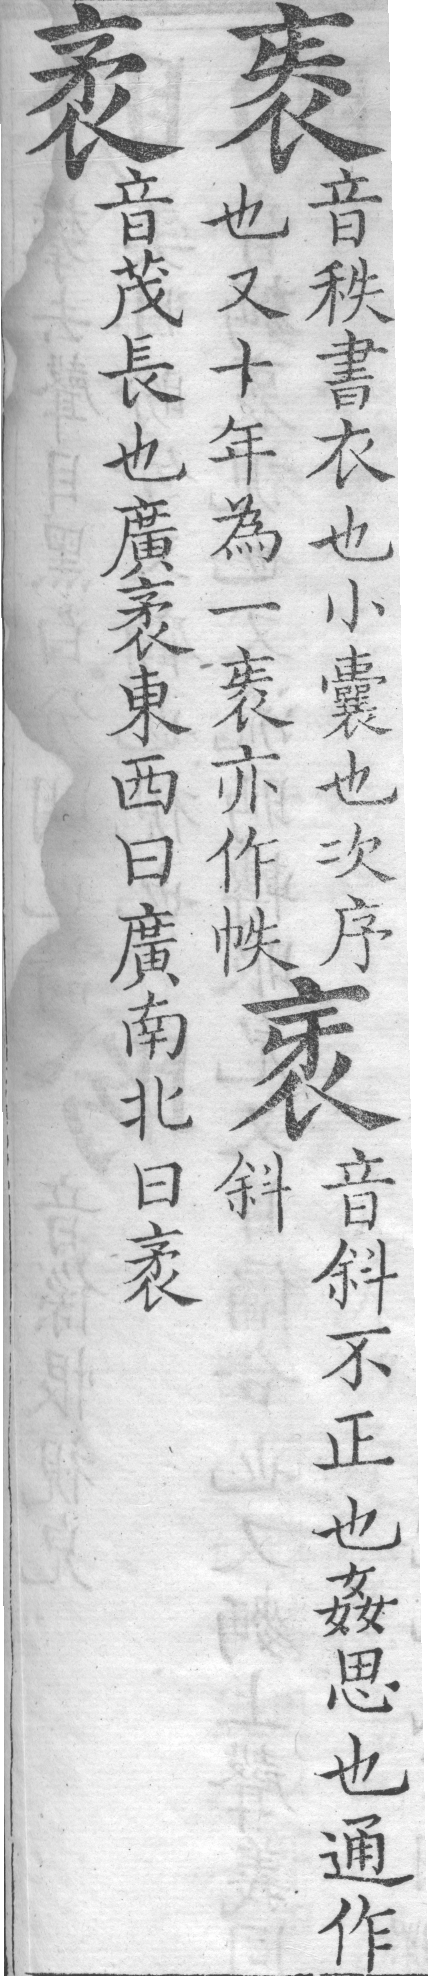 袠
音秩書衣也小囊也次序
也又十年為一袠亦作帙
衺
音斜不正也姦思也通作
斜
袤
音茂長也廣袤東西曰廣南北曰袤